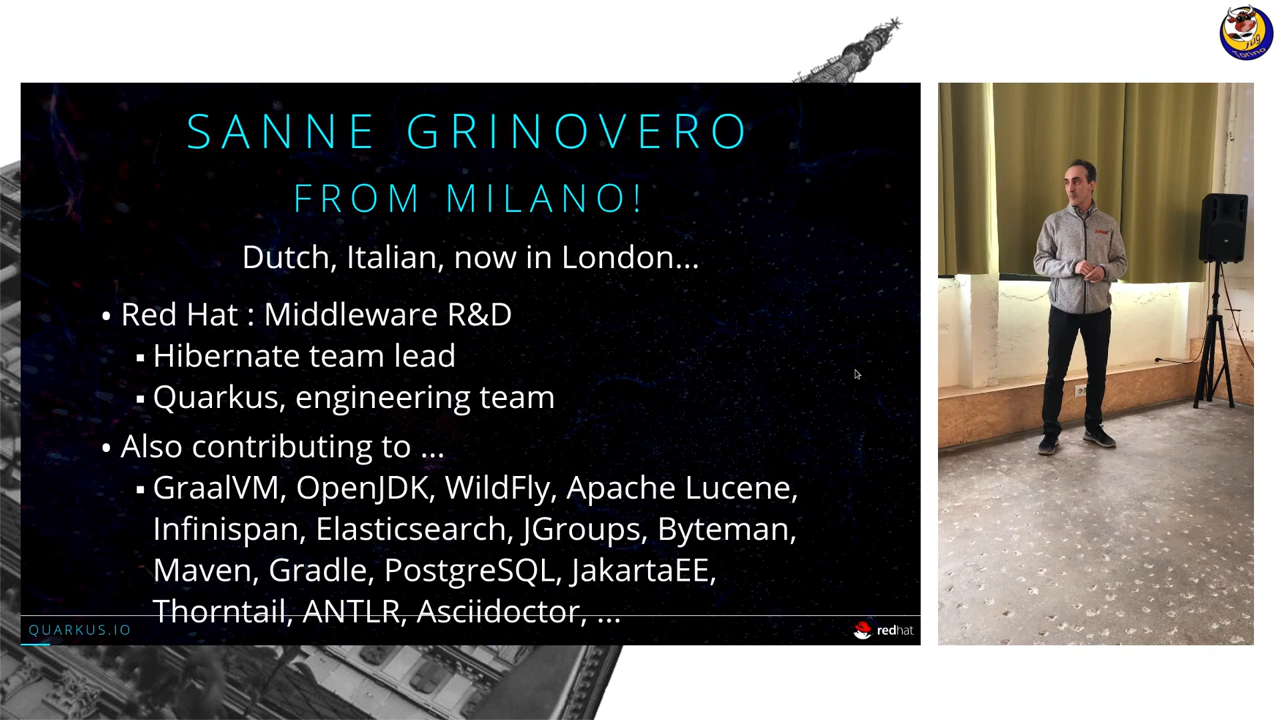 SANNE GRINOVERO
FROM MILANO!
Dutch, Italian, now in London...
• Red Hat : Middleware R&D
▪ Hibernate team lead
▪ Quarkus, engineering team
• Also contributing to ...
▪ GraalVM, OpenJDK, WildFly, Apache Lucene,
Infinispan, Elasticsearch, JGroups, Byteman,
Maven, Gradle, PostgreSQL, JakartaEE,
Thorntail, ANTLR, Asciidoctor, ...
QUARKUS.IO
redhat
Jug
Torino